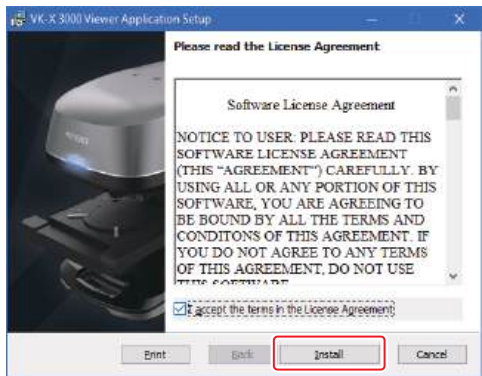 VK-X 3000 Viewer Application Setup
Please read the License Agreement
Software License Agreement
NOTICE TO USER: PLEASE READ THIS
SOFTWARE LICENSE AGREEMENT
(THIS “AGREEMENT”) CAREFULLY. BY
USING ALL OR ANY PORTION OF THIS
SOFTWARE, YOU ARE AGREEING TO
BE BOUND BY ALL THE TERMS AND
CONDITONS OF THIS AGREEMENT. IF
YOU DO NOT AGREE TO ANY TERMS
OF THIS AGREEMENT, DO NOT USE
THIS SOFTWARE
I accept the terms in the License Agreement
Print Back Install Cancel